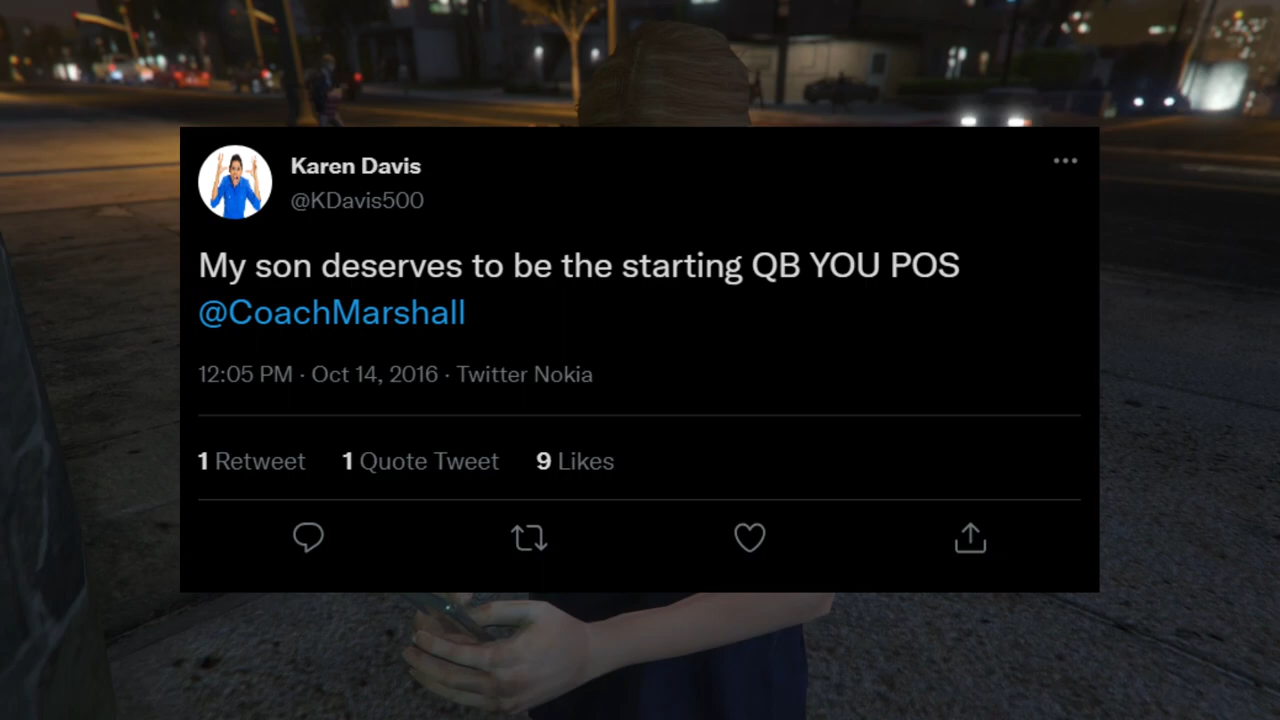 Karen Davis
@KDavis500
My son deserves to be the starting QB YOU POS
@CoachMarshall
12:05 PM · Oct 14, 2016 · Twitter Nokia
1 Retweet 1 Quote Tweet 9 Likes